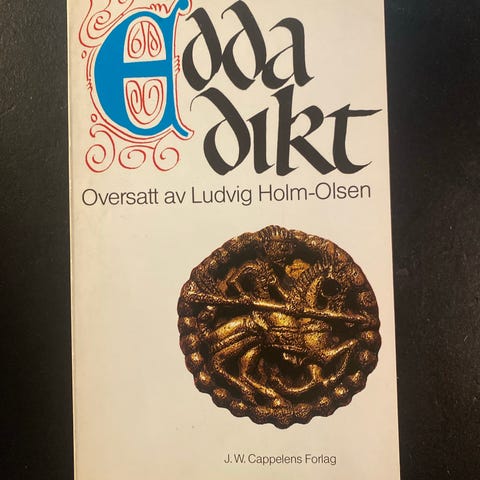 Edda
dikt
Oversatt av Ludvig Holm-Olsen
J.W. Cappelens Forlag